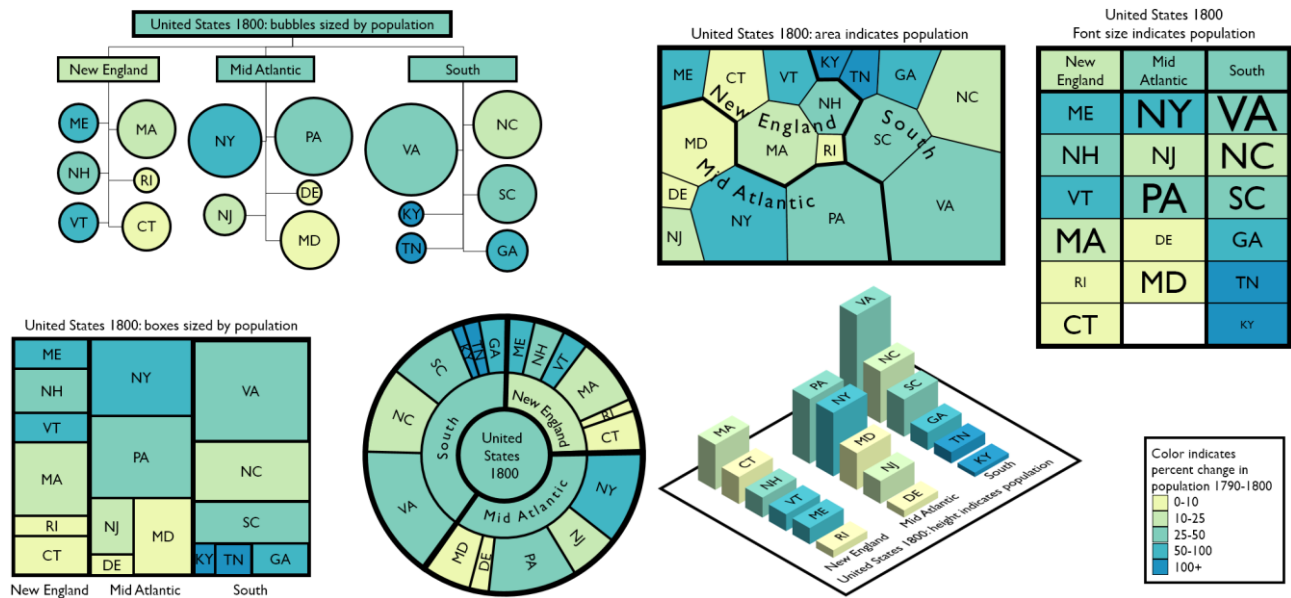 United States 1800: bubbles sized by population
New England
Mid Atlantic
South
ME
MA
NH
RI
VT
CT
NY
PA
DE
NJ
MD
VA
NC
SC
KY
TN
GA
United States 1800: area indicates population
ME
CT
VT
KY
TN
GA
NC
NH
MD
MA
RI
SC
DE
NY
PA
VA
NJ
New England
South
Mid Atlantic
United States 1800
Font size indicates population
New England
Mid Atlantic
South
ME
NY
VA
NH
NJ
NC
VT
PA
SC
MA
DE
GA
RI
MD
TN
CT
KY
United States 1800: boxes sized by population
ME
NH
VT
MA
RI
CT
NY
PA
NJ
MD
DE
VA
NC
SC
KY
TN
GA
New England
Mid Atlantic
South
United
States
1800
New England
Mid Atlantic
South
ME
NH
VT
MA
RI
CT
NY
NJ
PA
DE
MD
VA
NC
SC
KY
TN
GA
VA
NC
SC
GA
TN
KY
South
PA
NY
MD
NJ
DE
Mid Atlantic
MA
CT
NH
VT
ME
RI
New England
United States 1800: height indicates population
Color indicates
percent change in
population 1790-1800
0-10
10-25
25-50
50-100
100+